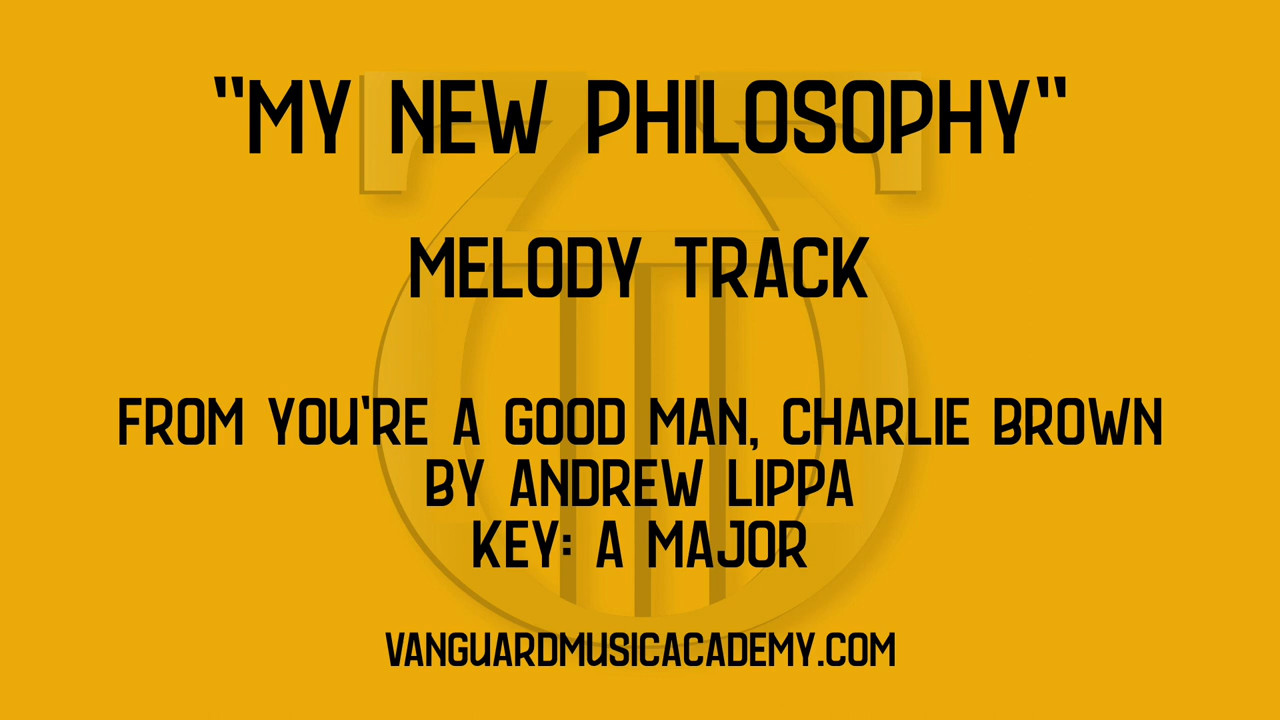 "MY NEW PHILOSOPHY"
MELODY TRACK
FROM YOU'RE A GOOD MAN, CHARLIE BROWN
BY ANDREW LIPPA
KEY: A MAJOR
VANGUARDMUSICACADEMY.COM